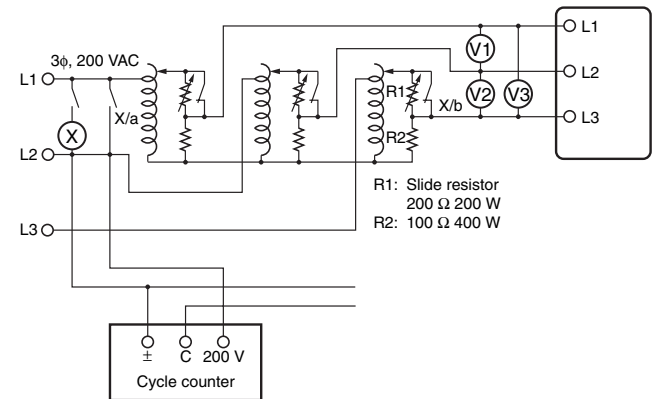 3ϕ, 200 VAC
L1
L2
L3
X
X/a
R1
R2
X/b
V1
V2
V3
L1
L2
L3
R1: Slide resistor
200 Ω 200 W
R2: 100 Ω 400 W
± C 200 V
Cycle counter